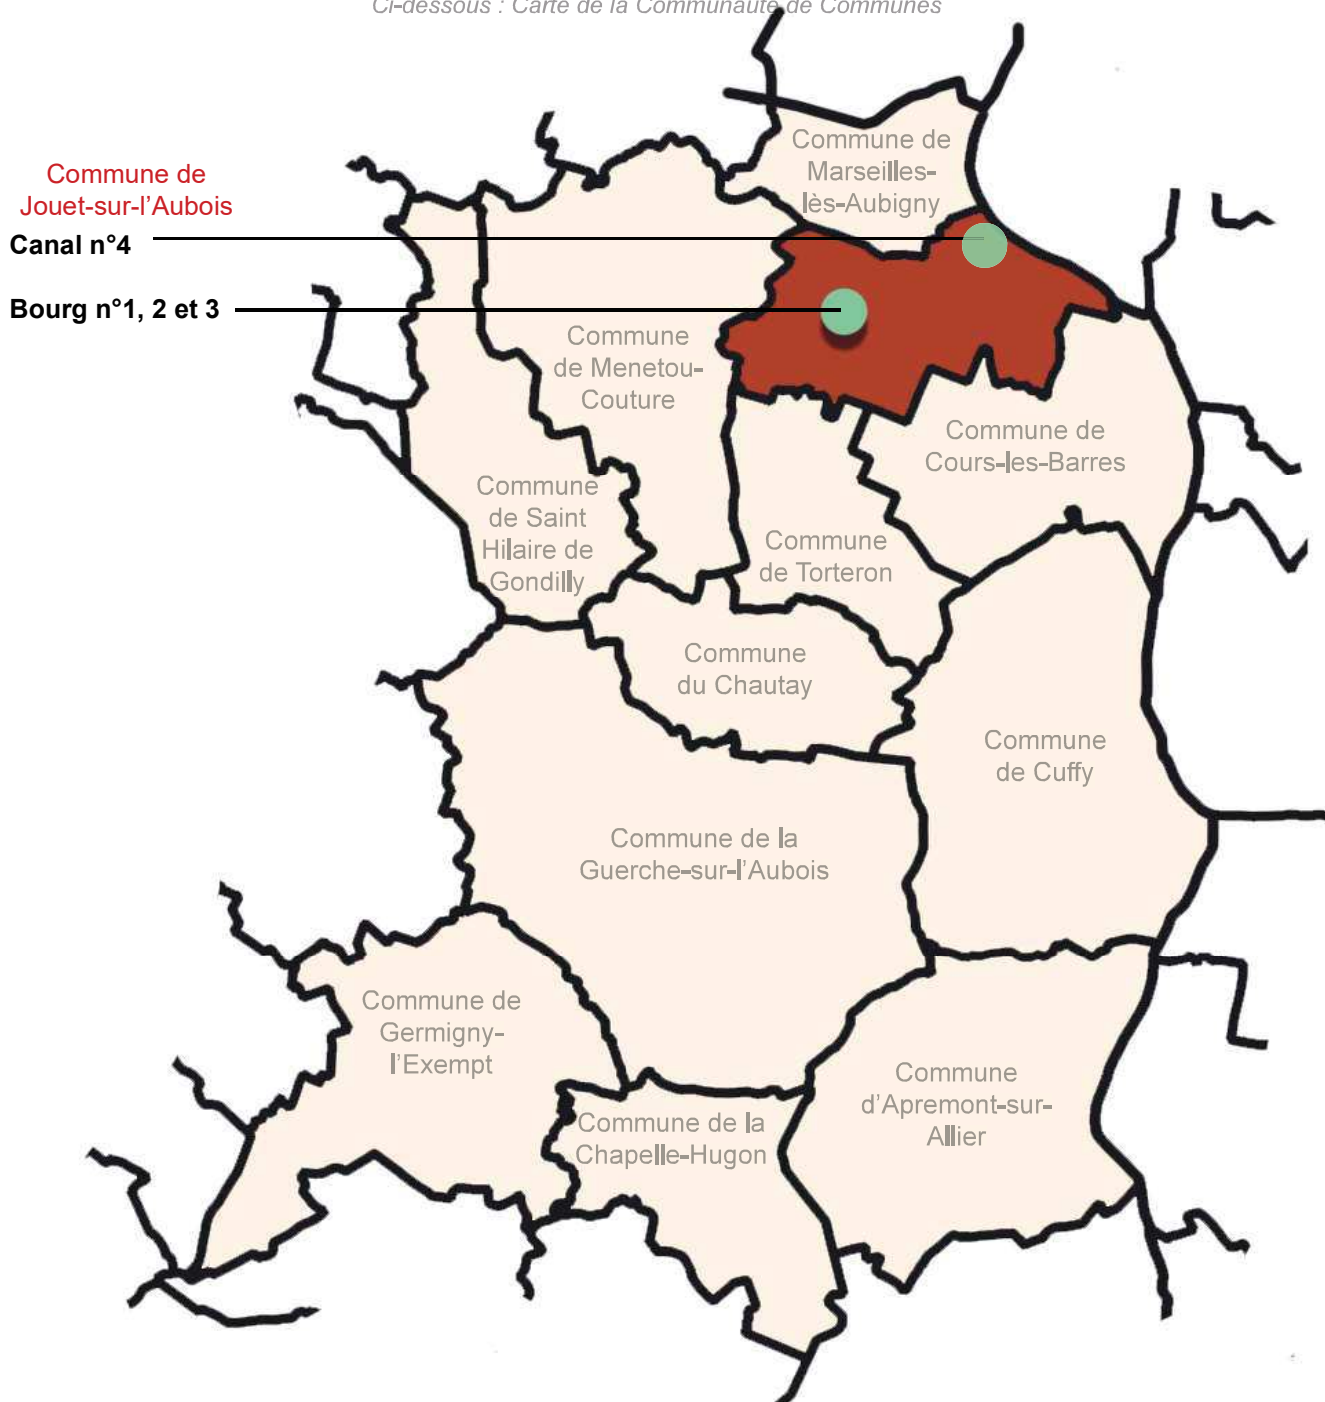 Ci-dessous : Carte de la Communauté de Communes
Commune de
Marseilles-
lès-Aubigny
Commune de
Jouet-sur-l'Aubois
Canal n°4
Bourg n°1, 2 et 3
Commune
de Menetou-
Couture
Commune de
Cours-les-Barres
Commune
de Saint
Hilaire de
Gondilly
Commune
de Torteron
Commune
du Chautay
Commune
de Cuffy
Commune de la
Guerche-sur-l'Aubois
Commune de
Germigny-
l'Exempt
Commune
d'Apremont-sur-
Allier
Commune de la
Chapelle-Hugon